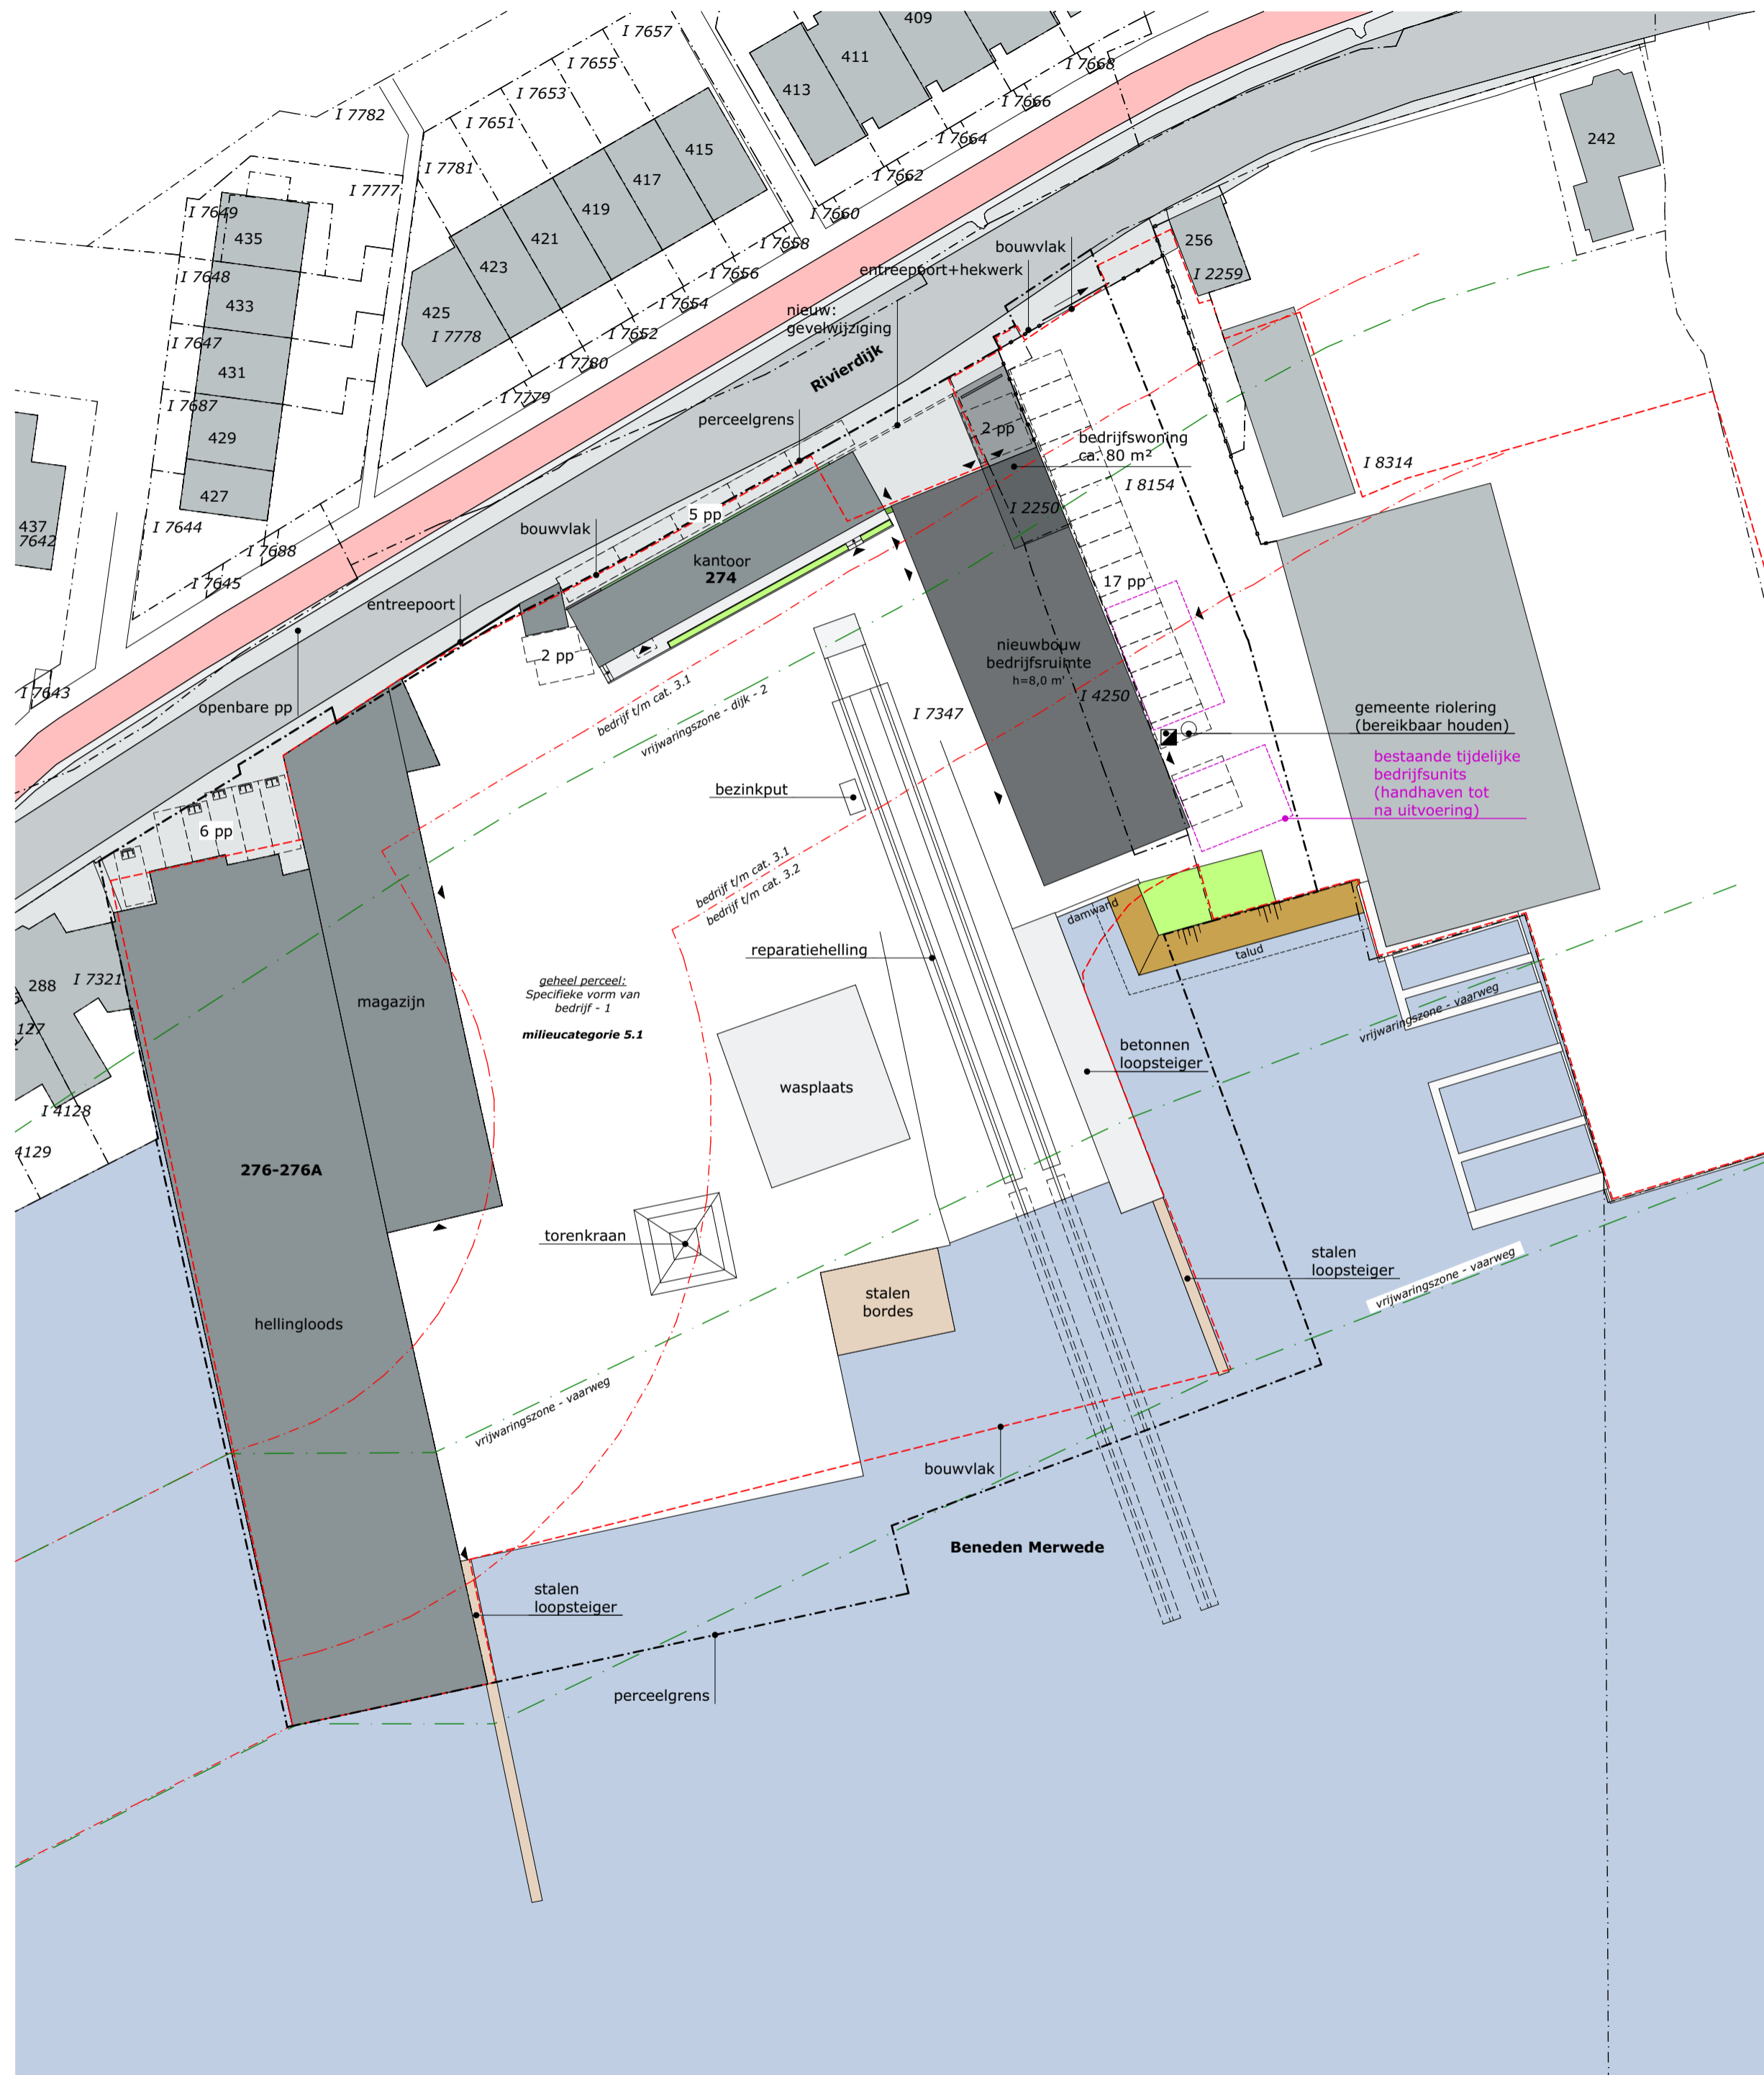 409
I 7657
411
I 7655
I 7668
413
I 7653
I 7666
I 7782
I 7651
I 7664
242
415
I 7781
I 7662
417
I 7777
I 7649
419
I 7660
435
421
I 7658
256
bouwvlak
423
entreepoort+hekwerk
I 7648
I 7656
I 2259
433
I 7654
425
nieuw:
gevelwijziging
I 7778
I 7652
I 7647
I 7780
431
Rivierdijk
I 7779
I 7687
perceelgrens
2 pp
429
bedrijfswoning
ca. 80 m²
I 8314
I 8154
427
I 2250
5 pp
437
7642
I 7644
bouwvlak
I 7688
kantoor
274
17 pp
I 7645
entreepoort
nieuwbouw
bedrijfsruimte
h=8,0 m'
2 pp
I 7643
I 4250
bedrijf t/m cat. 3.1
openbare pp
I 7347
gemeente riolering
(bereikbaar houden)
vrijwaringszone - dijk - 2
bestaande tijdelijke
bedrijfsunits
(handhaven tot
na uitvoering)
bezinkput
6 pp
bedrijf t/m cat. 3.1
bedrijf t/m cat. 3.2
damwand
reparatiehelling
talud
288
I 7321
geheel perceel:
Specifieke vorm van
bedrijf - 1
milieucategorie 5.1
magazijn
vrijwaringszone - vaarweg
127
betonnen
loopsteiger
wasplaats
I 4128
4129
276-276A
torenkraan
stalen
loopsteiger
vrijwaringszone - vaarweg
stalen
bordes
hellingloods
vrijwaringszone - vaarweg
bouwvlak
Beneden Merwede
stalen
loopsteiger
perceelgrens